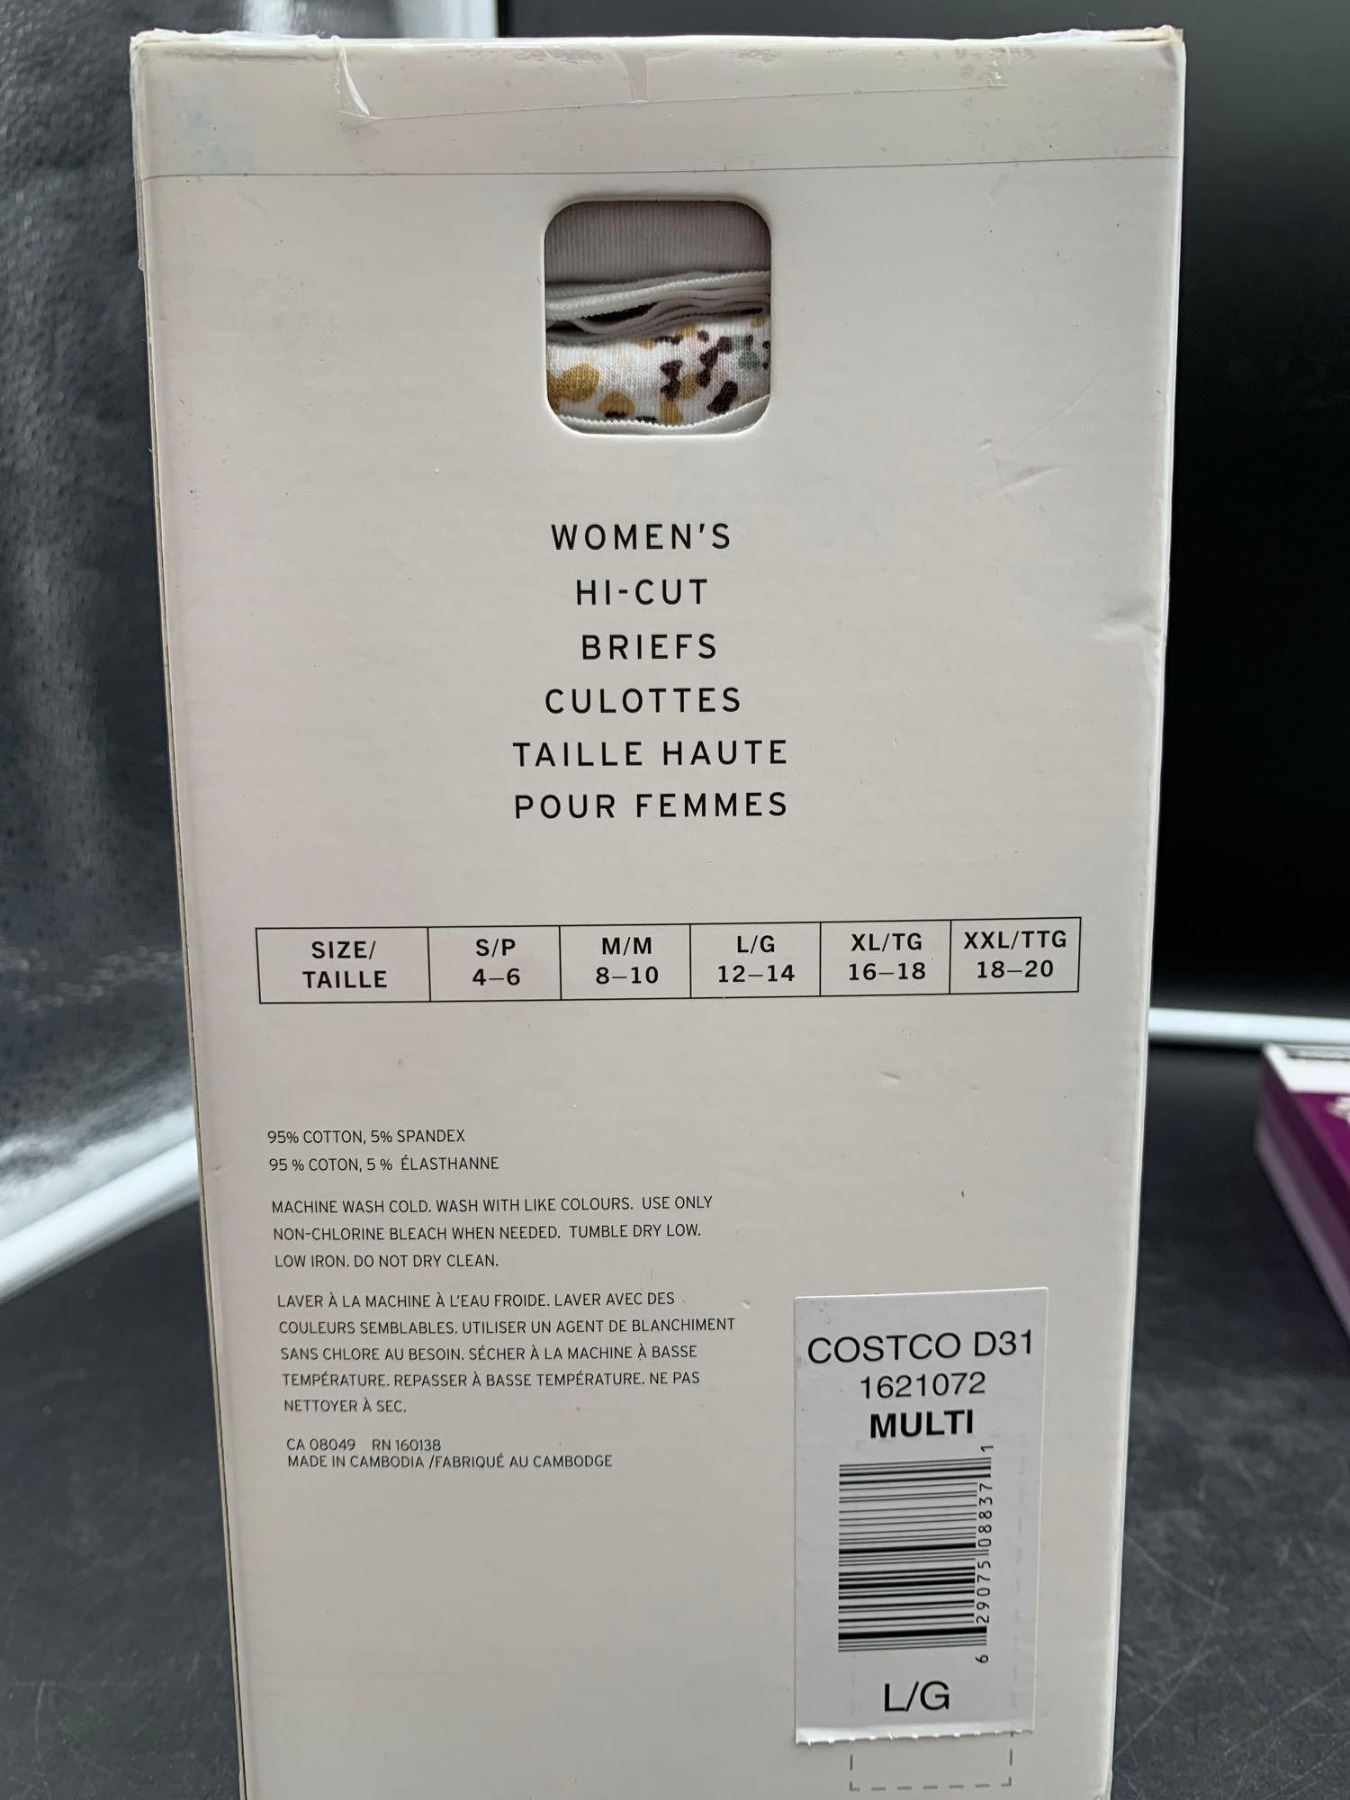 WOMEN'S
HI-CUT
BRIEFS
CULOTTES
TAILLE HAUTE
POUR FEMMES
SIZE/ S/P M/M L/G XL/TG XXL/TTG
TAILLE 4–6 8–10 12–14 16–18 18–20
95% COTTON, 5% SPANDEX
95 % COTON, 5 % ÉLASTHANNE
MACHINE WASH COLD. WASH WITH LIKE COLOURS. USE ONLY
NON-CHLORINE BLEACH WHEN NEEDED. TUMBLE DRY LOW.
LOW IRON. DO NOT DRY CLEAN.
LAVER À LA MACHINE À L'EAU FROIDE. LAVER AVEC DES
COULEURS SEMBLABLES. UTILISER UN AGENT DE BLANCHIMENT
SANS CHLORE AU BESOIN. SÉCHER À LA MACHINE À BASSE
TEMPÉRATURE. REPASSER À BASSE TEMPÉRATURE. NE PAS
NETTOYER À SEC.
CA 08049 RN 160138
MADE IN CAMBODIA /FABRIQUÉ AU CAMBODGE
COSTCO D31
1621072
MULTI
6 29075 08837 1
L/G